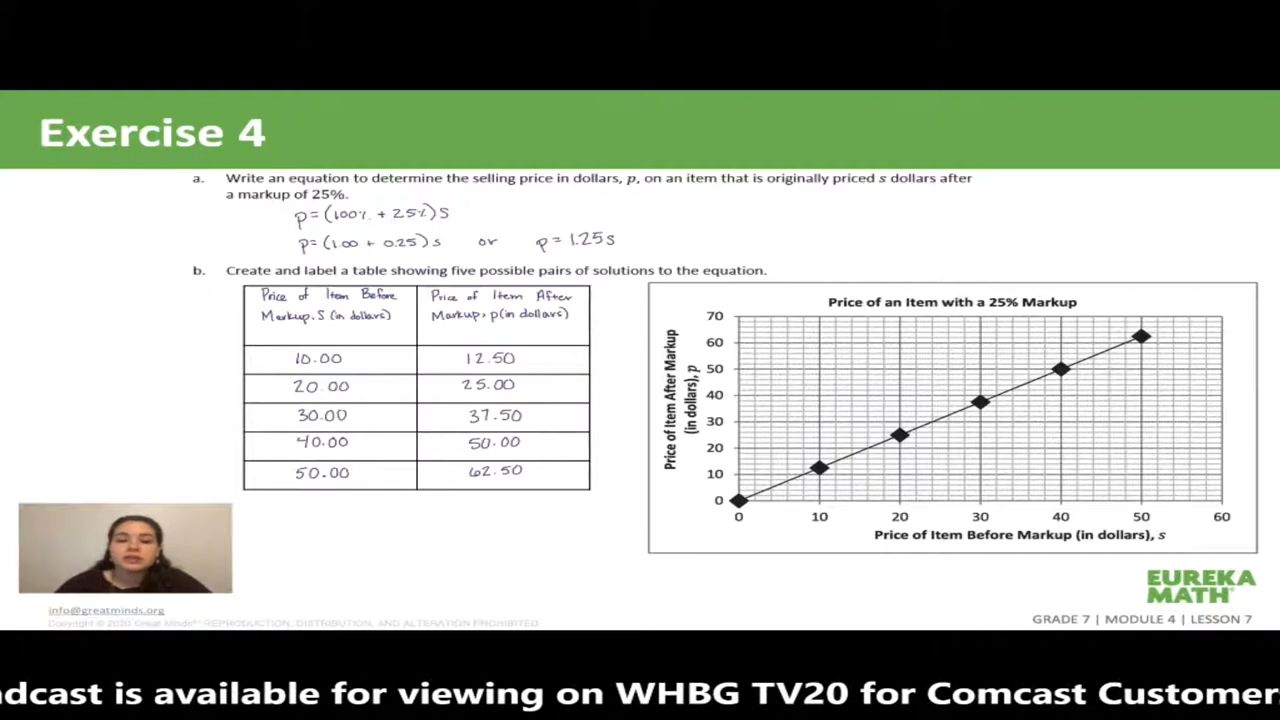 Exercise 4
a. Write an equation to determine the selling price in dollars, p, on an item that is originally priced s dollars after
a markup of 25%.
p = (100% + 25%) S
p = (1.00 + 0.25) s or p = 1.25 s
b. Create and label a table showing five possible pairs of solutions to the equation.
Price of Item Before
Markup, S (in dollars)
Price of Item After
Markup, p (in dollars)
10.00 12.50
20.00 25.00
30.00 37.50
40.00 50.00
50.00 62.50
Price of an Item with a 25% Markup
Price of Item After Markup
(in dollars), p
70
60
50
40
30
20
10
0
0 10 20 30 40 50 60
Price of Item Before Markup (in dollars), s
EUREKA
MATH
info@greatminds.org
Copyright © 2020 Great Minds® REPRODUCTION, DISTRIBUTION, AND ALTERATION PROHIBITED
GRADE 7 | MODULE 4 | LESSON 7
adcast is available for viewing on WHBG TV20 for Comcast Customer